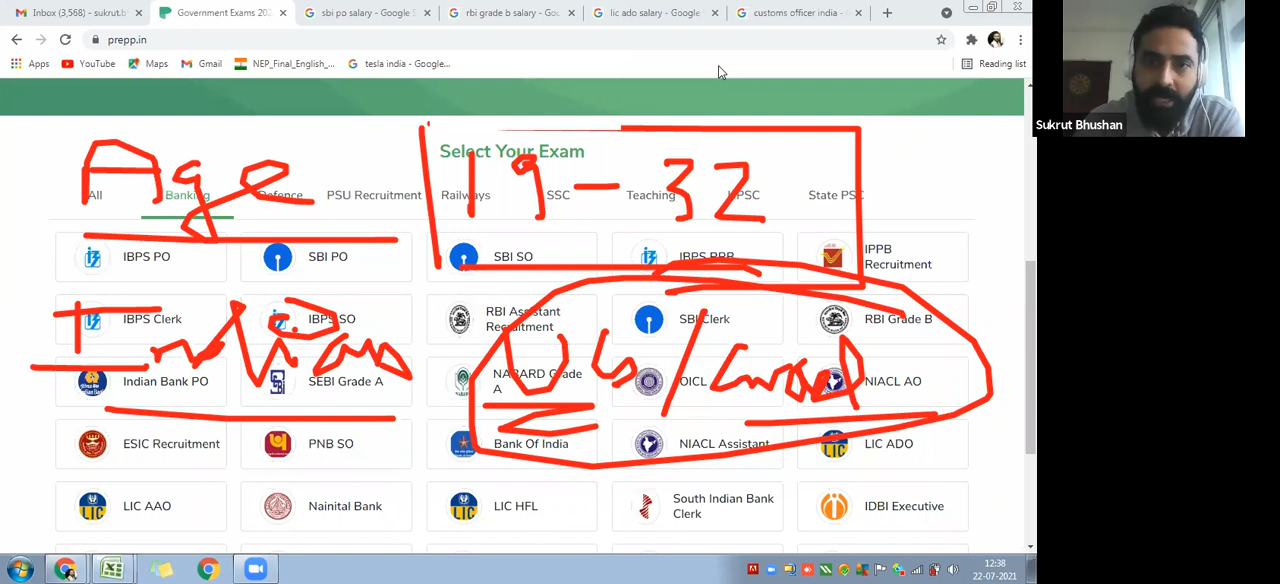 Inbox (3,568) - sukrut.b
Government Exams 202
sbi po salary - Google S
rbi grade b salary - Goo
lic ado salary - Google
customs officer india -
prepp.in
Apps
YouTube
Maps
Gmail
NEP_Final_English_...
tesla india - Google...
Reading list
Sukrut Bhushan
Select Your Exam
Age
19 - 32
All
Banking
Defence
PSU Recruitment
Railways
SSC
Teaching
UPSC
State PSC
IBPS PO
SBI PO
SBI SO
IBPS RRB
IPPB
Recruitment
IBPS Clerk
IBPS SO
RBI Assistant
Recruitment
SBI Clerk
RBI Grade B
Indian Bank PO
SEBI Grade A
NABARD Grade
A
OICL
NIACL AO
ESIC Recruitment
PNB SO
Bank Of India
NIACL Assistant
LIC ADO
LIC AAO
Nainital Bank
LIC HFL
South Indian Bank
Clerk
IDBI Executive
12:38
22-07-2021